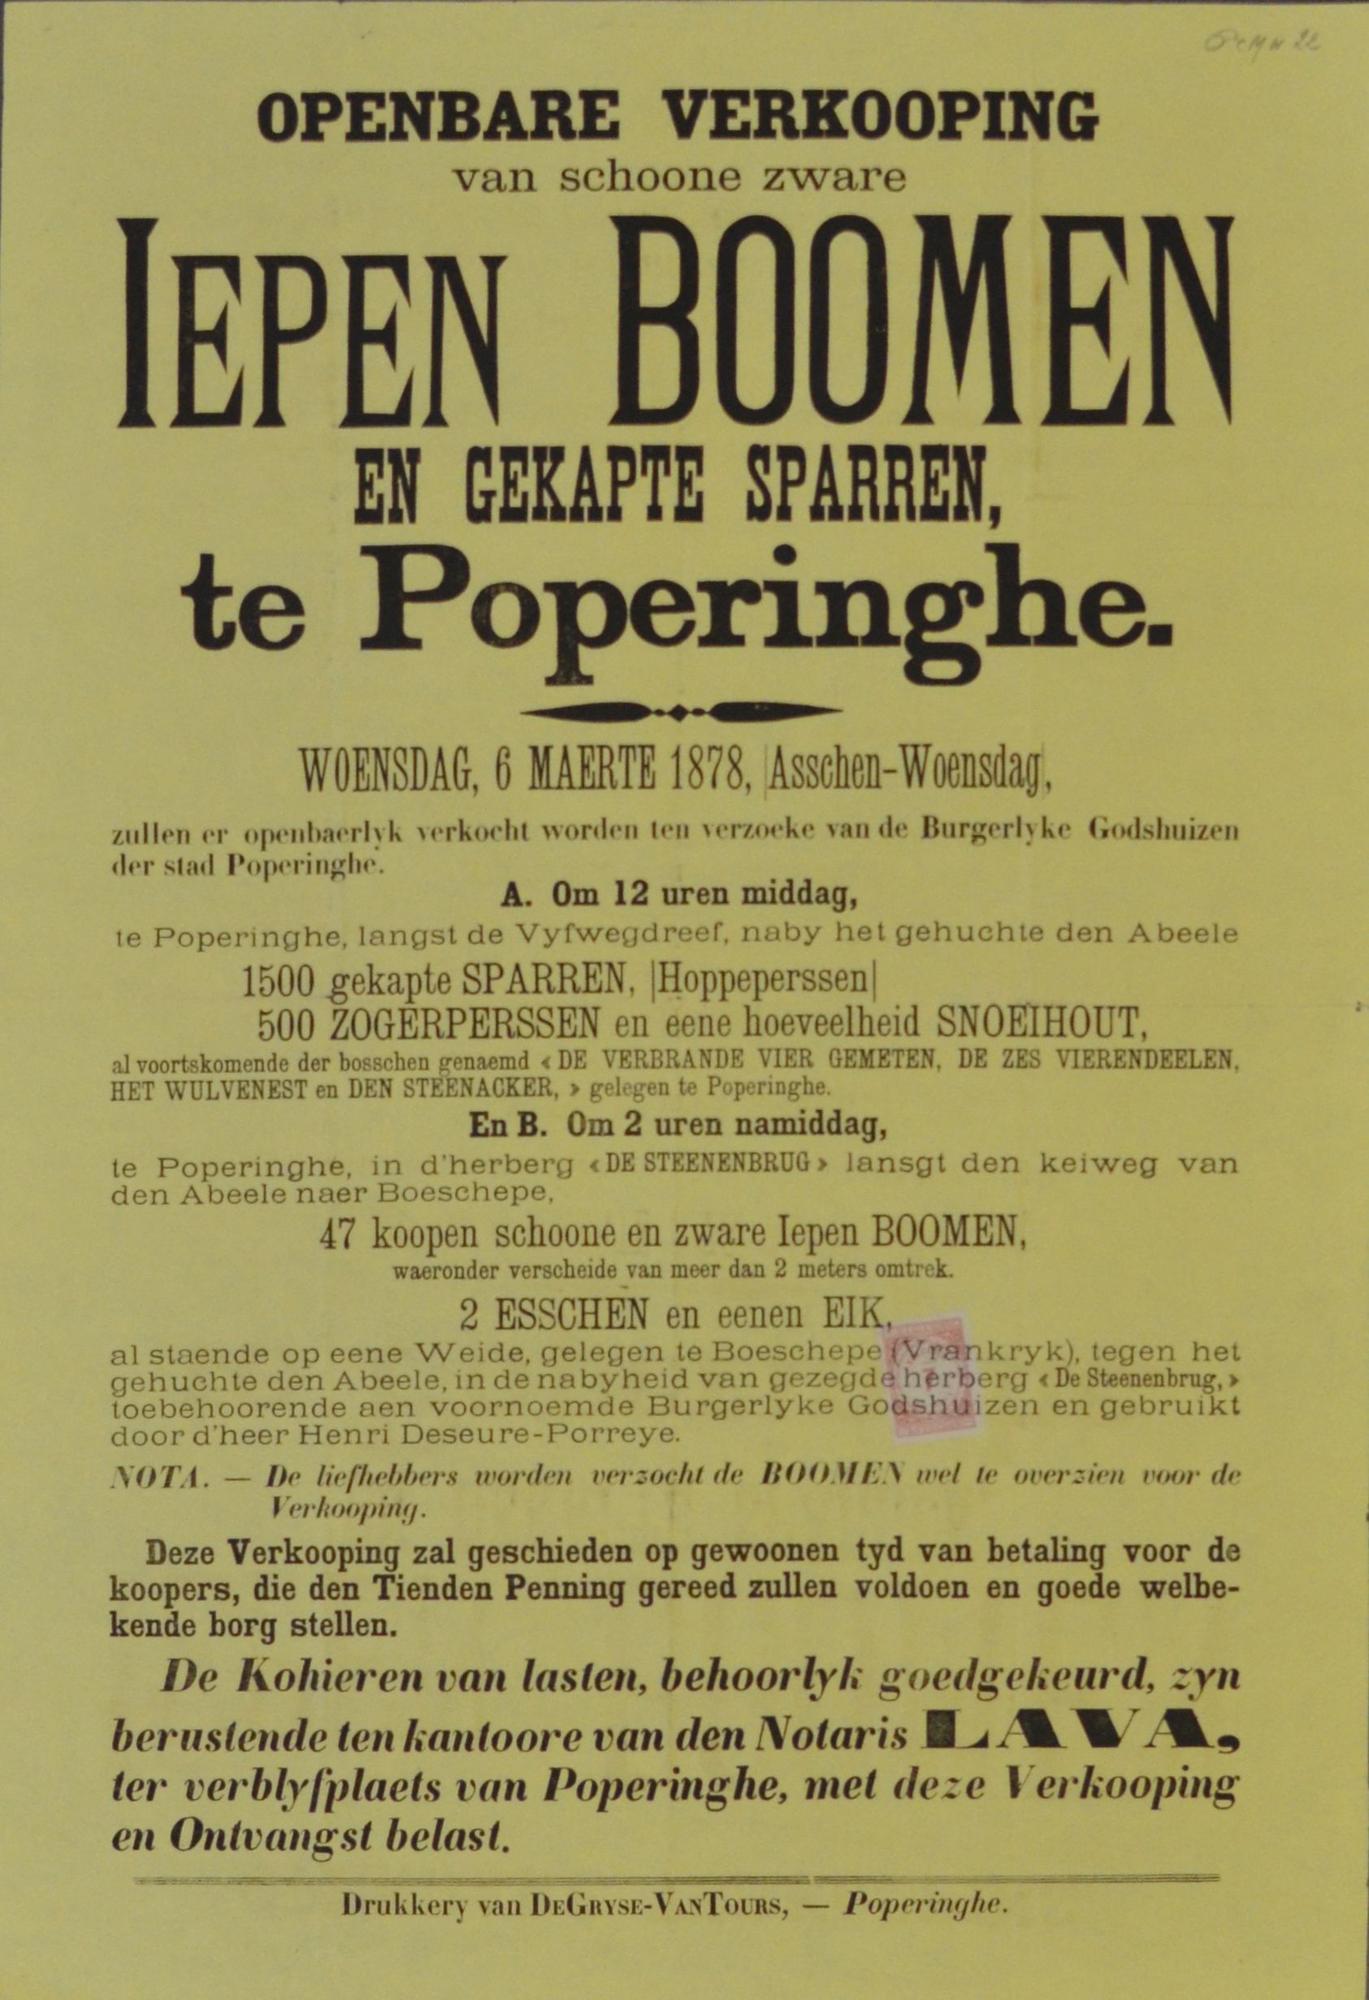 OPENBARE VERKOOPING
van schoone zware
IEPEN BOOMEN
EN GEKAPTE SPARREN,
te Poperinghe.
WOENSDAG, 6 MAERTE 1878, |Asschen-Woensdag|,
zullen er openbaerlyk verkocht worden ten verzoeke van de Burgerlyke Godshuizen
der stad Poperinghe.
A. Om 12 uren middag,
te Poperinghe, langst de Vyfwegdreef, naby het gehuchte den Abeele
1500 gekapte SPARREN, |Hoppeperssen|
500 ZOGERPERSSEN en eene hoeveelheid SNOEIHOUT,
al voortskomende der bosschen genaemd « DE VERBRANDE VIER GEMETEN, DE ZES VIERENDEELEN,
HET WULVENEST en DEN STEENACKER, » gelegen te Poperinghe.
En B. Om 2 uren namiddag,
te Poperinghe, in d'herberg « DE STEENENBRUG » lansgt den keiweg van
den Abeele naer Boeschepe,
47 koopen schoone en zware Iepen BOOMEN,
waeronder verscheide van meer dan 2 meters omtrek.
2 ESSCHEN en eenen EIK,
al staende op eene Weide, gelegen te Boeschepe (Vrankryk), tegen het
gehuchte den Abeele, in de nabyheid van gezegde herberg « De Steenenbrug, »
toebehoorende aen voornoemde Burgerlyke Godshuizen en gebruikt
door d'heer Henri Deseure-Porreye.
NOTA. — De liefhebbers worden verzocht de BOOMEN wel te overzien voor de
Verkooping.
Deze Verkooping zal geschieden op gewoonen tyd van betaling voor de
koopers, die den Tienden Penning gereed zullen voldoen en goede welbe-
kende borg stellen.
De Kohieren van lasten, behoorlyk goedgekeurd, zyn
berustende ten kantoore van den Notaris LAVA,
ter verblyfplaets van Poperinghe, met deze Verkooping
en Ontvangst belast.
Drukkery van DEGRYSE-VANTOURS, — Poperinghe.